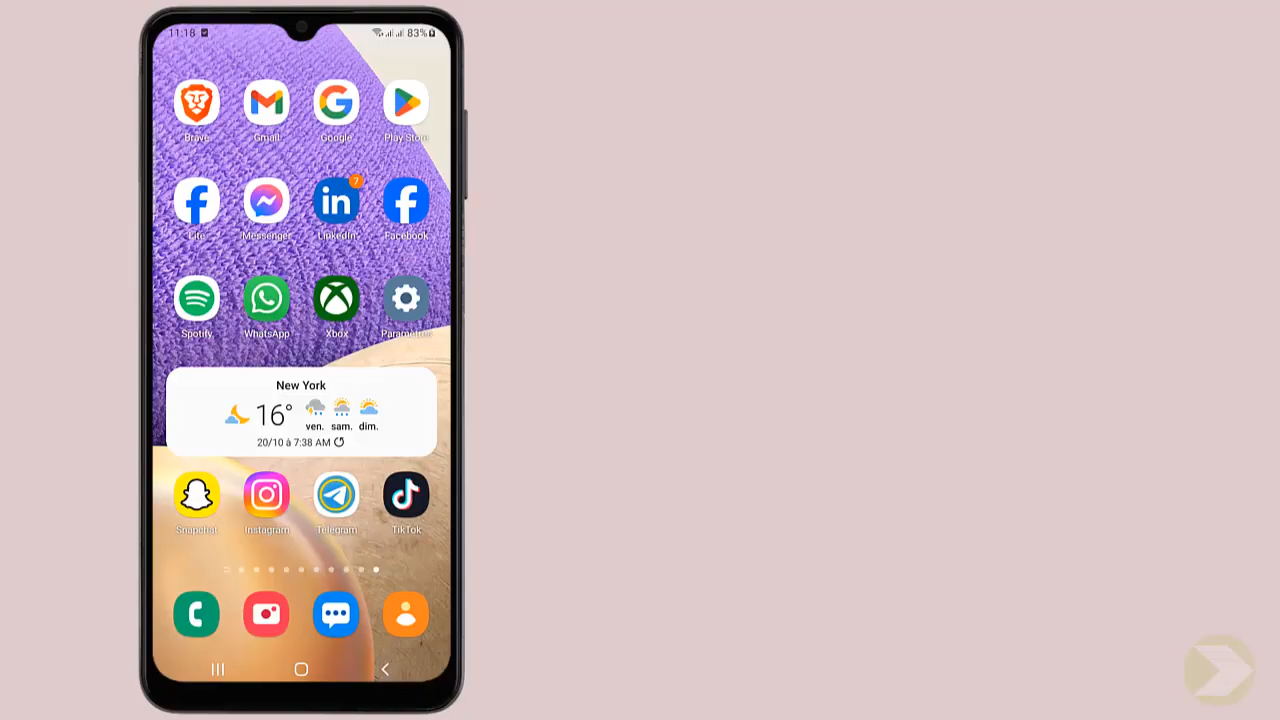 11:18 83%
Brave Gmail Google Play Store
Lite Messenger LinkedIn Facebook
7
Spotify WhatsApp Xbox Paramètres
New York
16°
ven. sam. dim.
20/10 à 7:38 AM
Snapchat Instagram Telegram TikTok